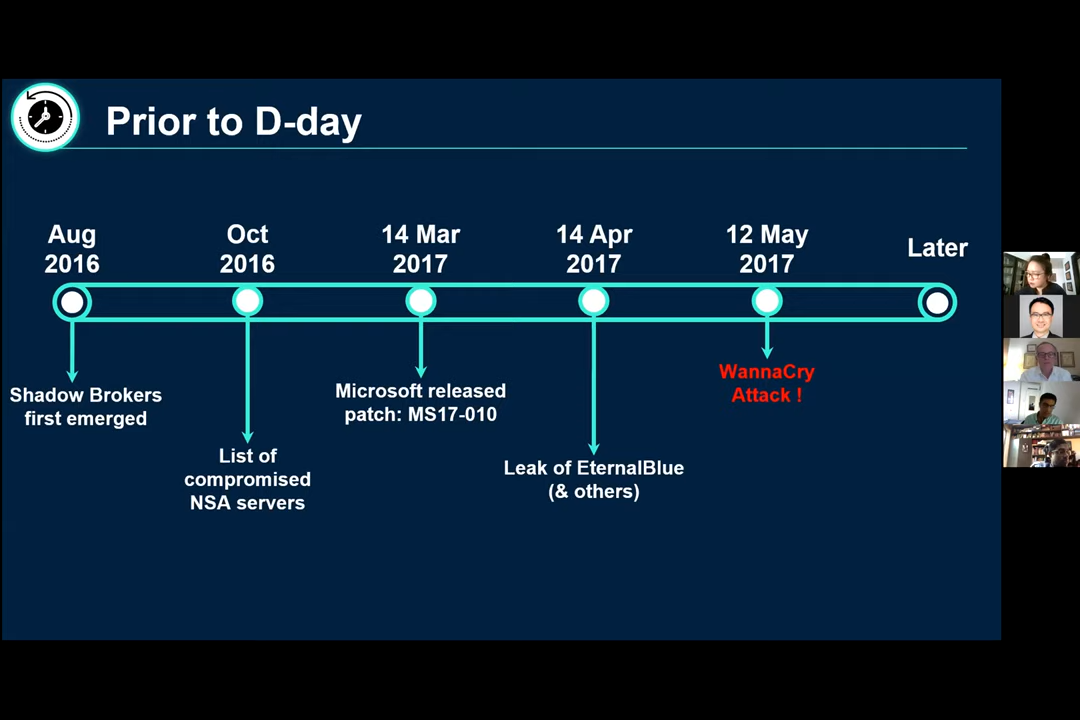 Prior to D-day
Aug
2016
Oct
2016
14 Mar
2017
14 Apr
2017
12 May
2017
Later
Shadow Brokers
first emerged
List of
compromised
NSA servers
Microsoft released
patch: MS17-010
Leak of EternalBlue
(& others)
WannaCry
Attack !